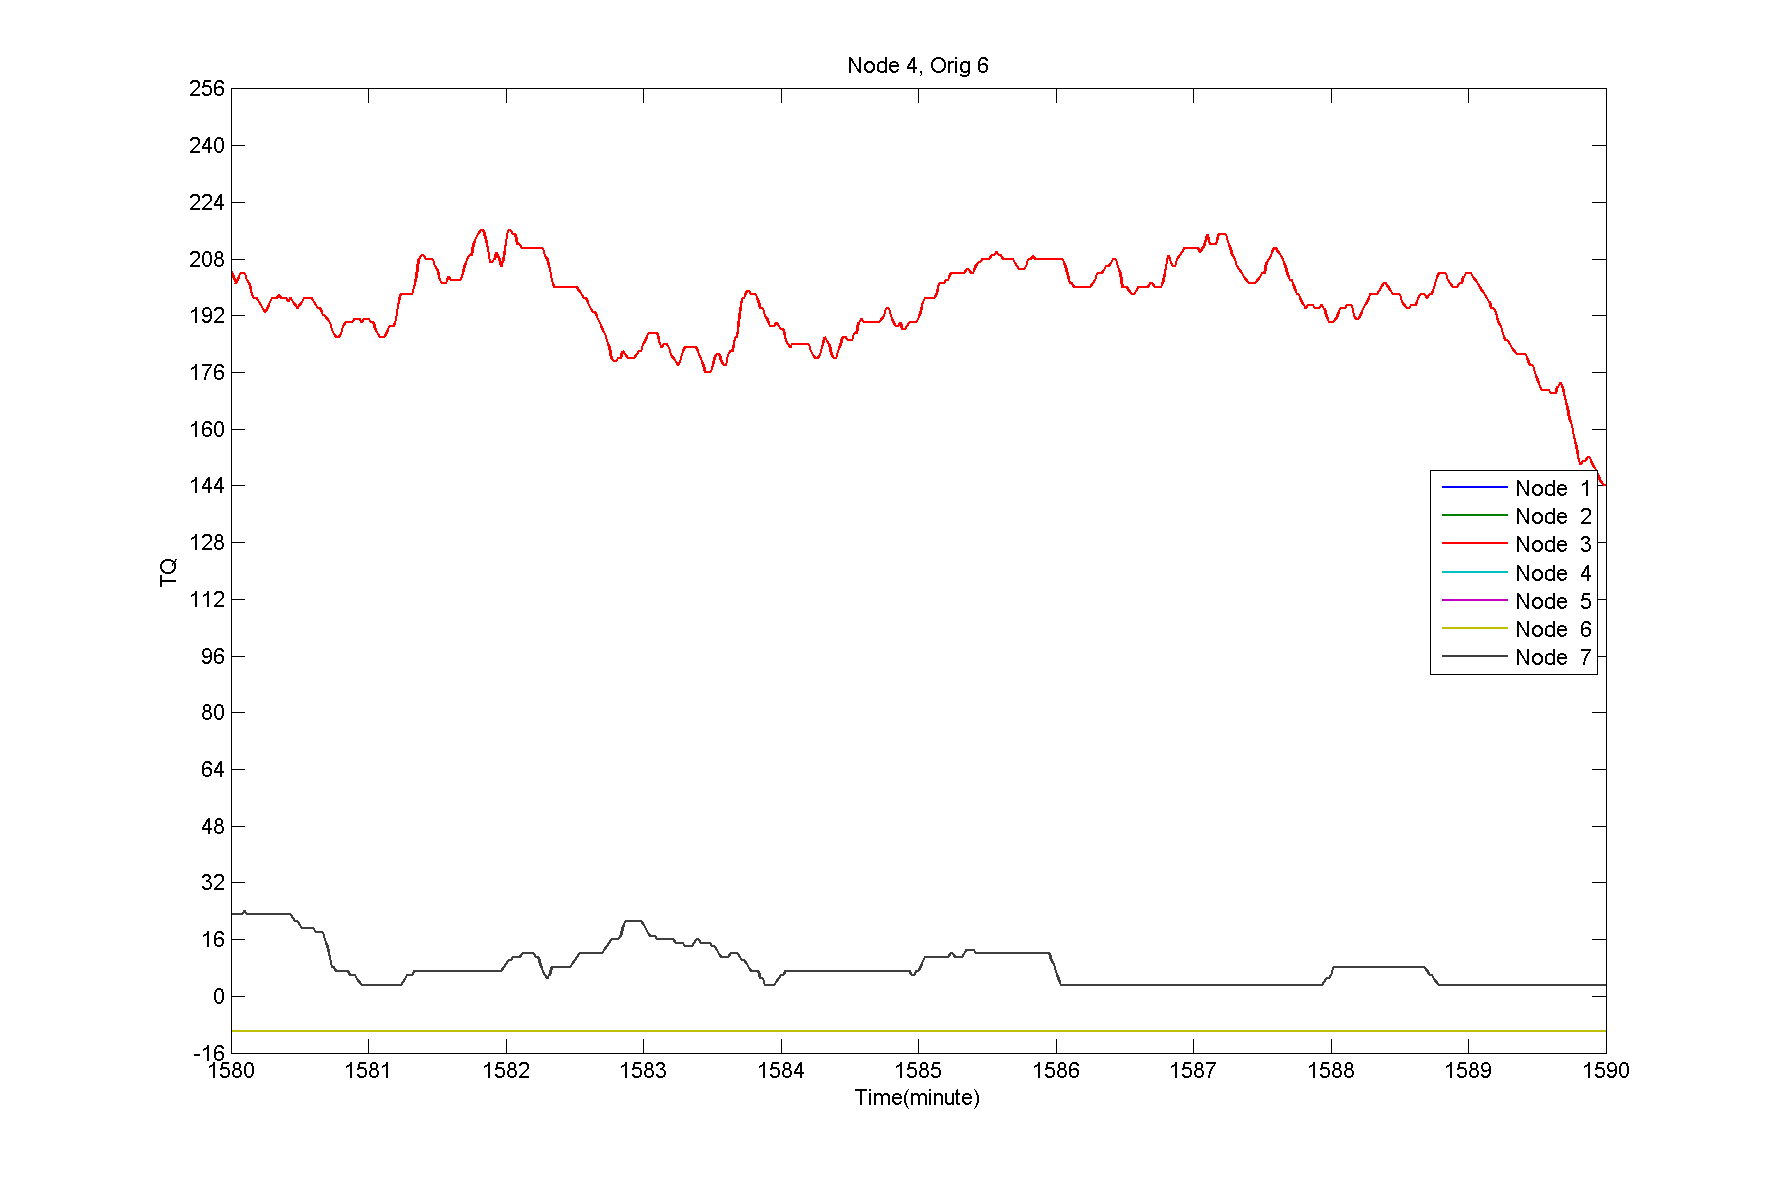 Node 4, Orig 6
256
240
224
208
192
176
160
144
128
112
96
80
64
48
32
16
0
-16
TQ
Node 1
Node 2
Node 3
Node 4
Node 5
Node 6
Node 7
1580 1581 1582 1583 1584 1585 1586 1587 1588 1589 1590
Time(minute)